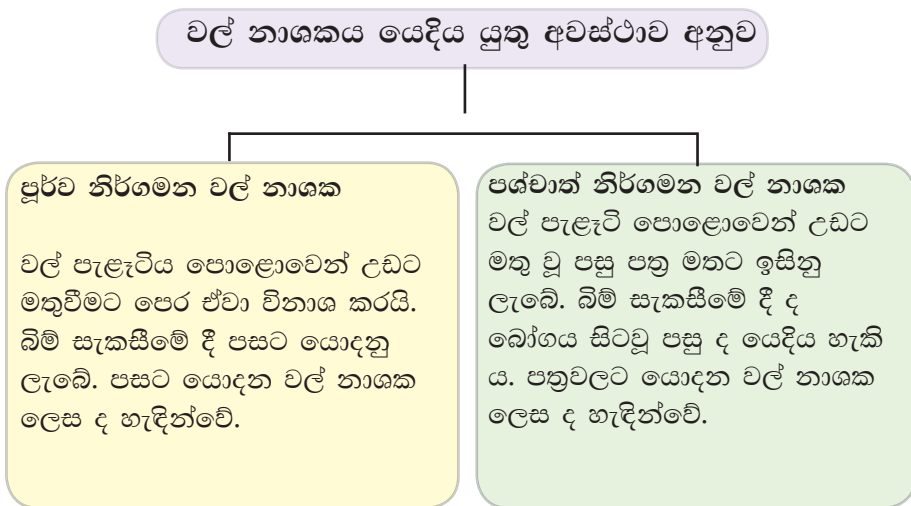 වල් නාශකය යෙදිය යුතු අවස්ථාව අනුව
පූර්ව නිර්ගමන වල් නාශක
වල් පැළෑටිය පොළොවෙන් උඩට
මතුවීමට පෙර ඒවා විනාශ කරයි.
බිම් සැකසීමේ දී පසට යොදනු
ලැබේ. පසට යොදන වල් නාශක
ලෙස ද හැඳින්වේ.
පශ්චාත් නිර්ගමන වල් නාශක
වල් පැළෑටි පොළොවෙන් උඩට
මතු වූ පසු පත්‍ර මතට ඉසිනු
ලැබේ. බිම් සැකසීමේ දී ද
බෝගය සිටවූ පසු ද යෙදිය හැකි
ය. පත්‍රවලට යොදන වල් නාශක
ලෙස ද හැඳින්වේ.